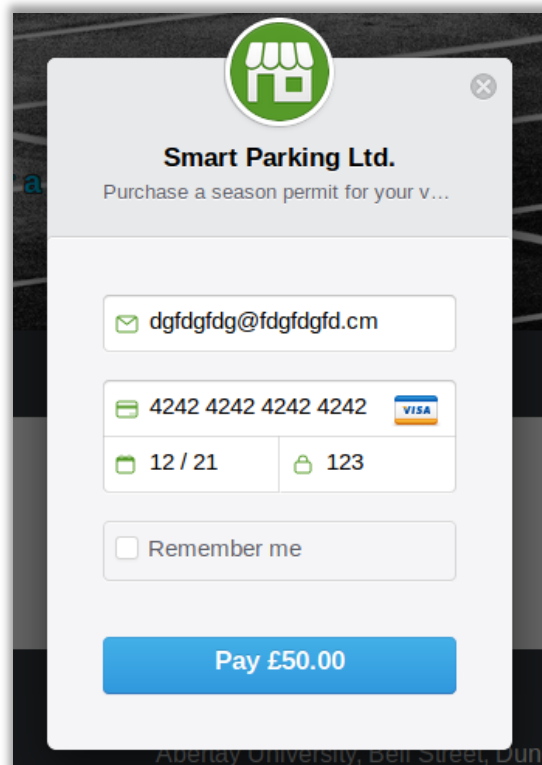 a
Smart Parking Ltd.
Purchase a season permit for your v…
dgfdgfdg@fdgfdgfd.cm
4242 4242 4242 4242 VISA
12 / 21 123
Remember me
Pay £50.00
Abertay University, Bell Street, Dun